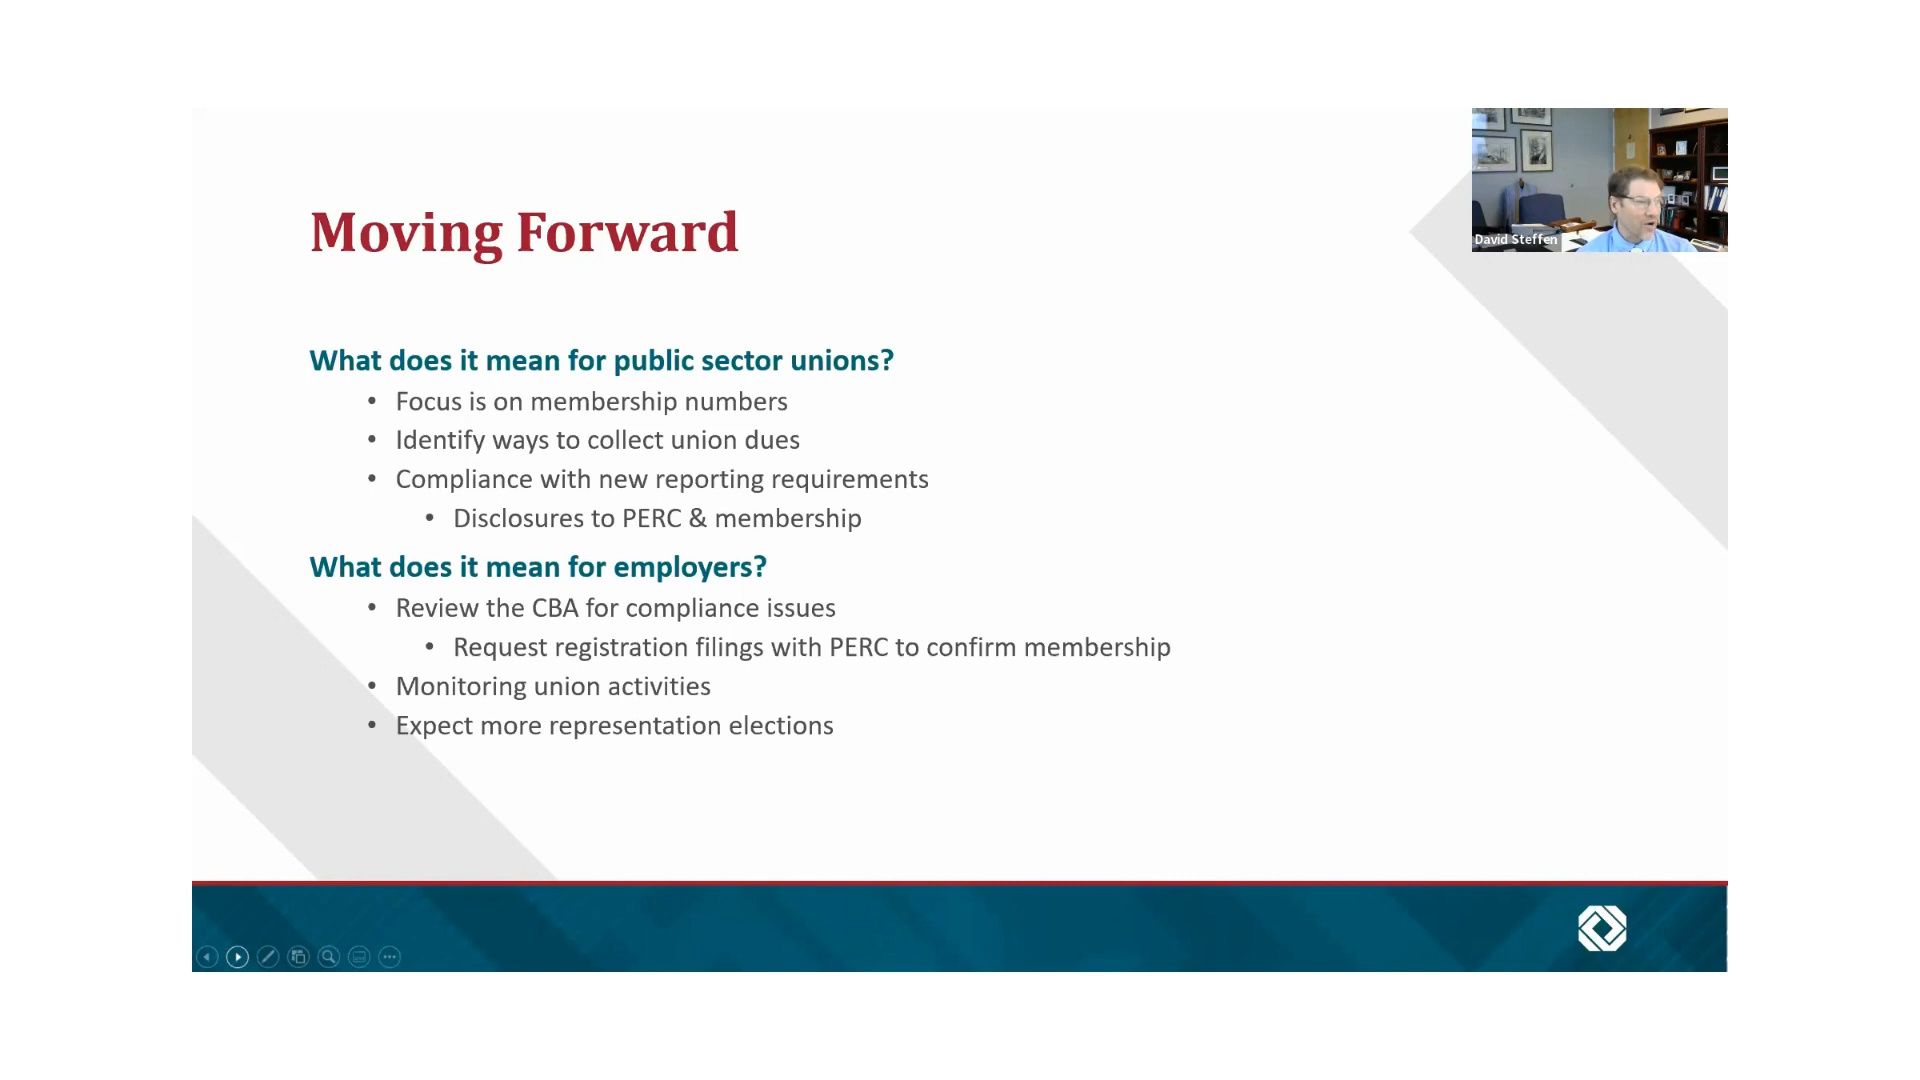 Moving Forward
David Steffen
What does it mean for public sector unions?
• Focus is on membership numbers
• Identify ways to collect union dues
• Compliance with new reporting requirements
• Disclosures to PERC & membership
What does it mean for employers?
• Review the CBA for compliance issues
• Request registration filings with PERC to confirm membership
• Monitoring union activities
• Expect more representation elections